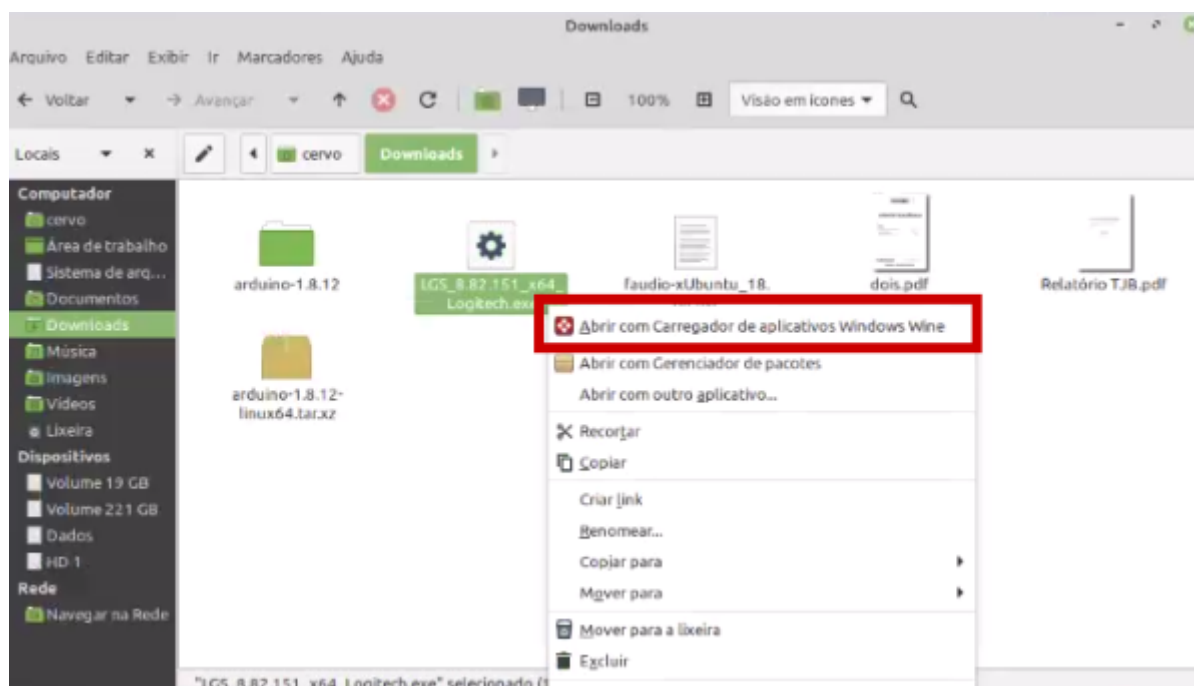 Downloads
Arquivo Editar Exibir Ir Marcadores Ajuda
Voltar Avançar 100% Visão em ícones
Locais cervo Downloads
Computador
cervo
Área de trabalho
Sistema de arq...
Documentos
Downloads
Música
Imagens
Vídeos
Lixeira
Dispositivos
Volume 19 GB
Volume 221 GB
Dados
HD 1
Rede
Navegar na Rede
arduino-1.8.12
LGS_8.82.151_x64_
Logitech.exe
faudio-xUbuntu_18.
dois.pdf
Relatório TJB.pdf
arduino-1.8.12-
linux64.tar.xz
Abrir com Carregador de aplicativos Windows Wine
Abrir com Gerenciador de pacotes
Abrir com outro aplicativo...
Recortar
Copiar
Criar link
Renomear...
Copiar para
Mover para
Mover para a lixeira
Excluir
"LGS_8.82.151_x64_Logitech.exe" selecionado (1